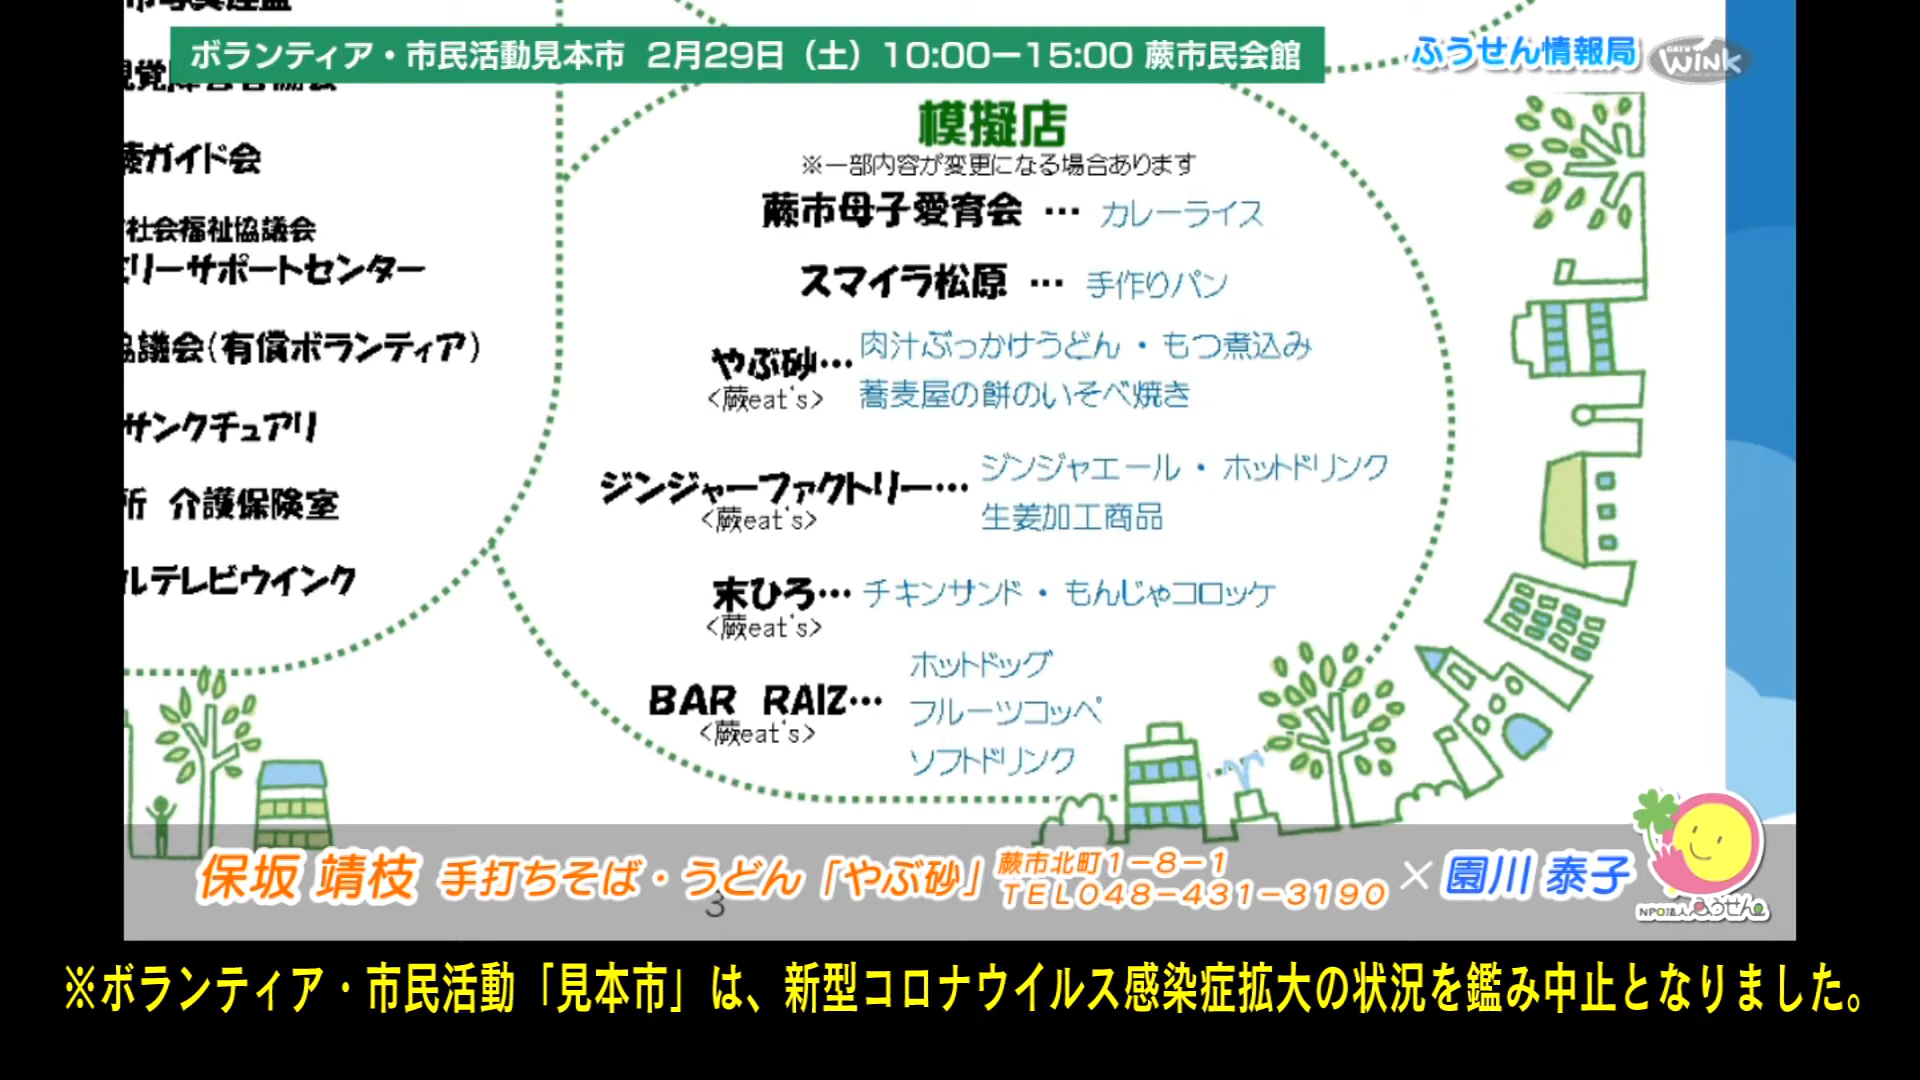 ボランティア・市民活動見本市 2月29日（土）10:00ー15:00 蕨市民会館
ふうせん情報局
CATV WINK
ガイド会
社会福祉協議会
リーサポートセンター
議会(有償ボランティア)
サンクチュアリ
所 介護保険室
ルテレビウインク
模擬店
※一部内容が変更になる場合あります
蕨市母子愛育会 … カレーライス
スマイラ松原 … 手作りパン
やぶ砂… 肉汁ぶっかけうどん・もつ煮込み
<蕨eat's> 蕎麦屋の餅のいそべ焼き
ジンジャーファクトリー… ジンジャエール・ホットドリンク
<蕨eat's> 生姜加工商品
末ひろ… チキンサンド・もんじゃコロッケ
<蕨eat's>
ホットドッグ
BAR RAIZ… フルーツコッペ
<蕨eat's>
ソフトドリンク
保坂 靖枝 手打ちそば・うどん「やぶ砂」 蕨市北町1－8－1
TEL048－431－3190
× 園川 泰子
NPO法人ふうせん
3
※ボランティア・市民活動「見本市」は、新型コロナウイルス感染症拡大の状況を鑑み中止となりました。